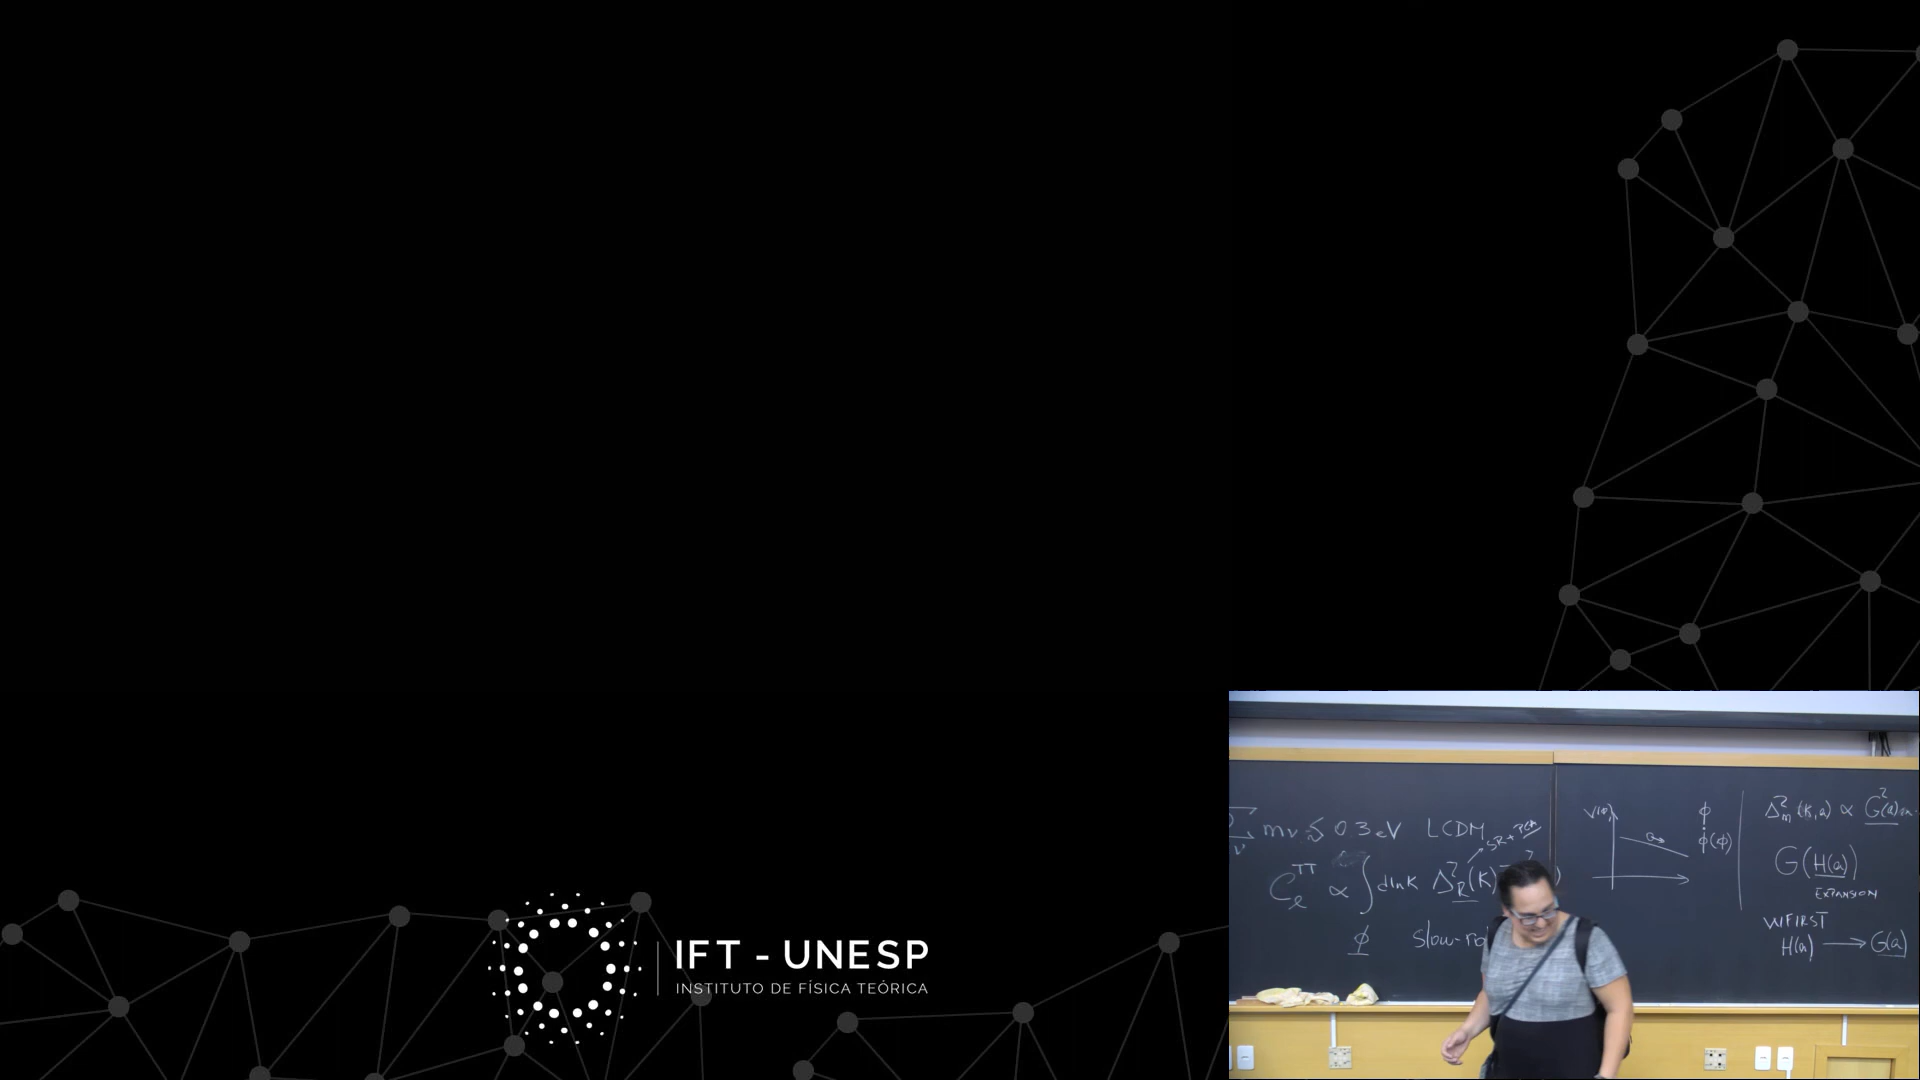 IFT - UNESP
INSTITUTO DE FÍSICA TEÓRICA
Σ mν ≲ 0.3 eV LCDM
ν
SR + PCA
C_ℓ^TT ∝ ∫ dlnK Δ²_R(K)
ϕ Slow-ro
V(ϕ)
ϕ
ϕ̇(ϕ)
Δ²_m(K,a) ∝ G²(a)
G(H(a))
EXPANSION
WFIRST
H(a) → G(a)